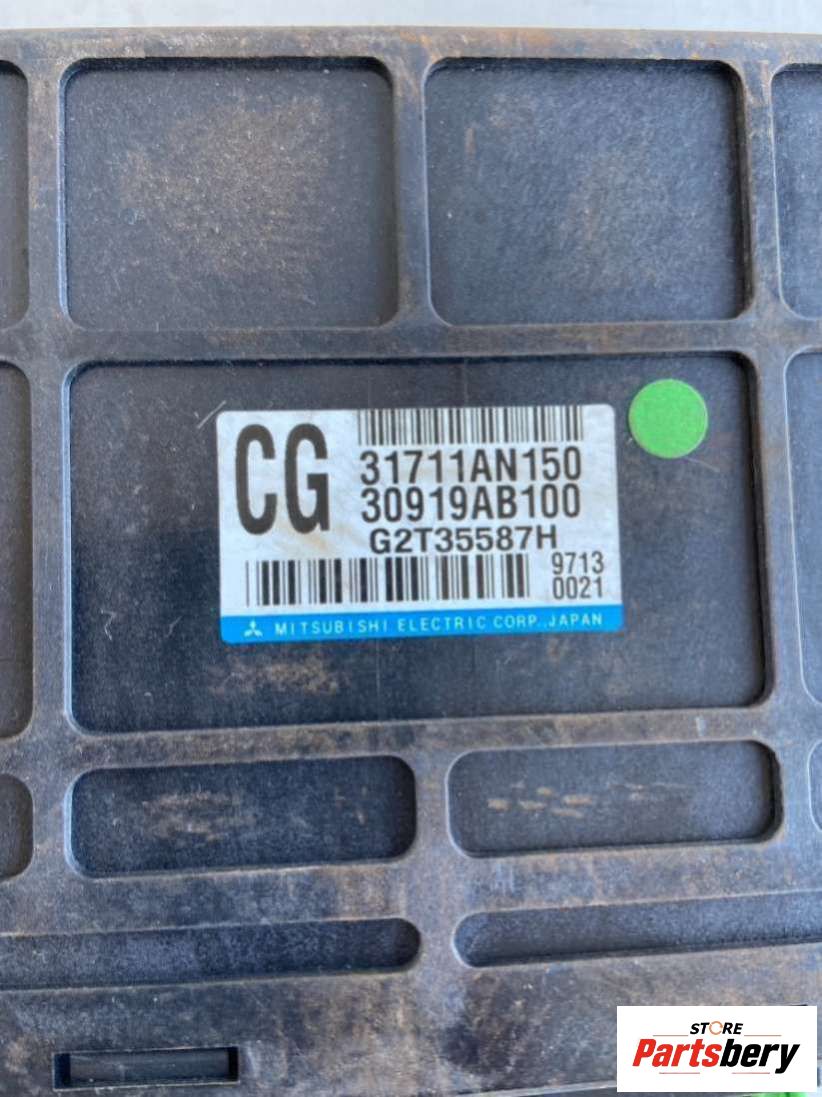 CG
31711AN150
30919AB100
G2T35587H
9713
0021
MITSUBISHI ELECTRIC CORP., JAPAN
STORE
Partsbery